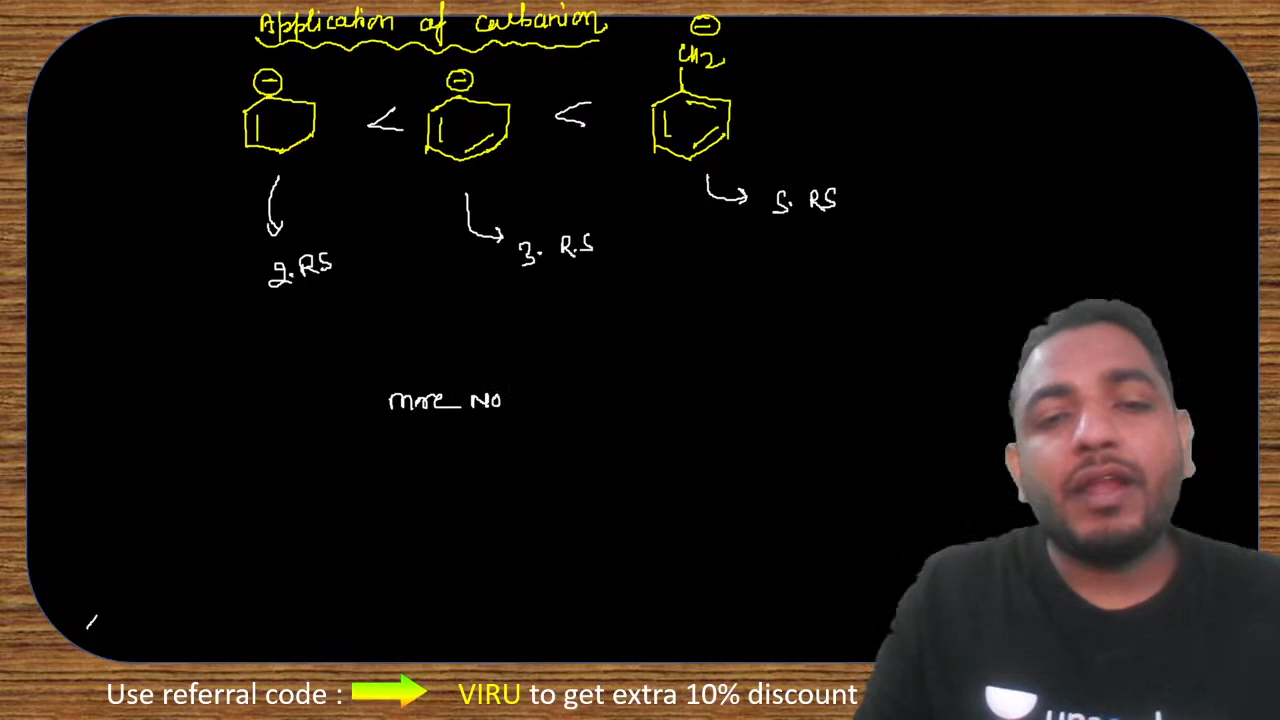 Application of carbanion
⊖
CH2
⊖ ⊖
< <
2. RS
3. R.S
5. RS
more No
Use referral code : VIRU to get extra 10% discount